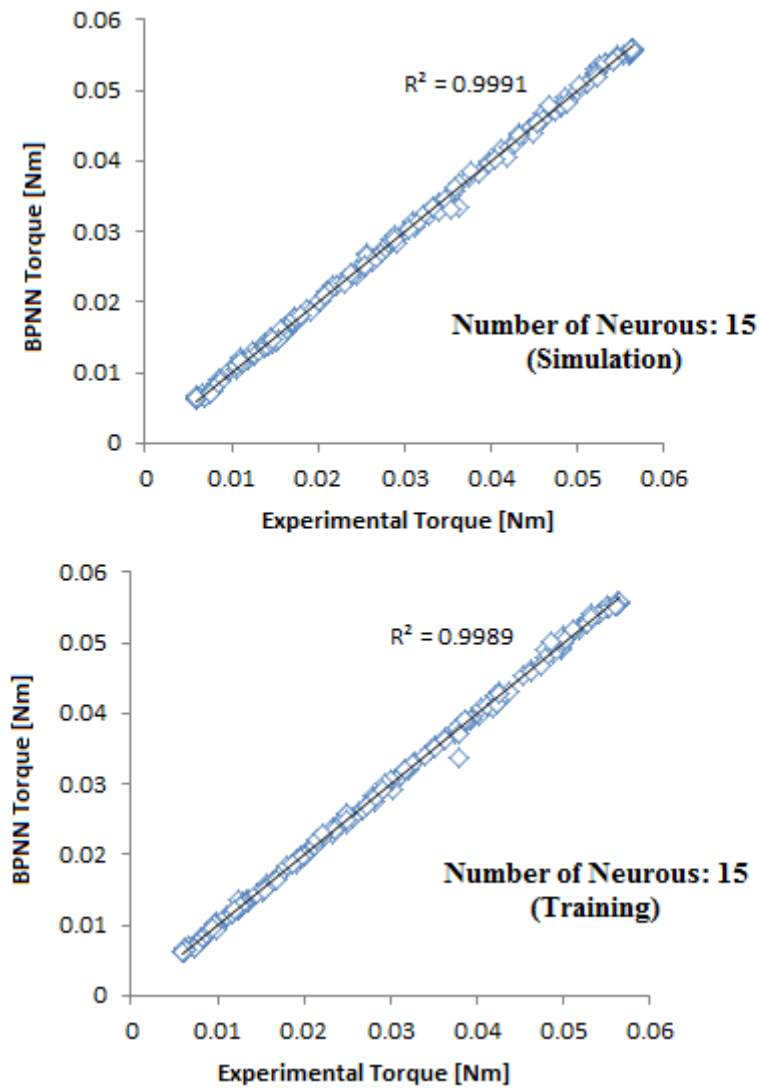 0.06
R² = 0.9991
0.05
0.04
BPNN Torque [Nm]
0.03
0.02
Number of Neurous: 15
(Simulation)
0.01
0
0 0.01 0.02 0.03 0.04 0.05 0.06
Experimental Torque [Nm]
0.06
R² = 0.9989
0.05
0.04
BPNN Torque [Nm]
0.03
0.02
Number of Neurous: 15
(Training)
0.01
0
0 0.01 0.02 0.03 0.04 0.05 0.06
Experimental Torque [Nm]